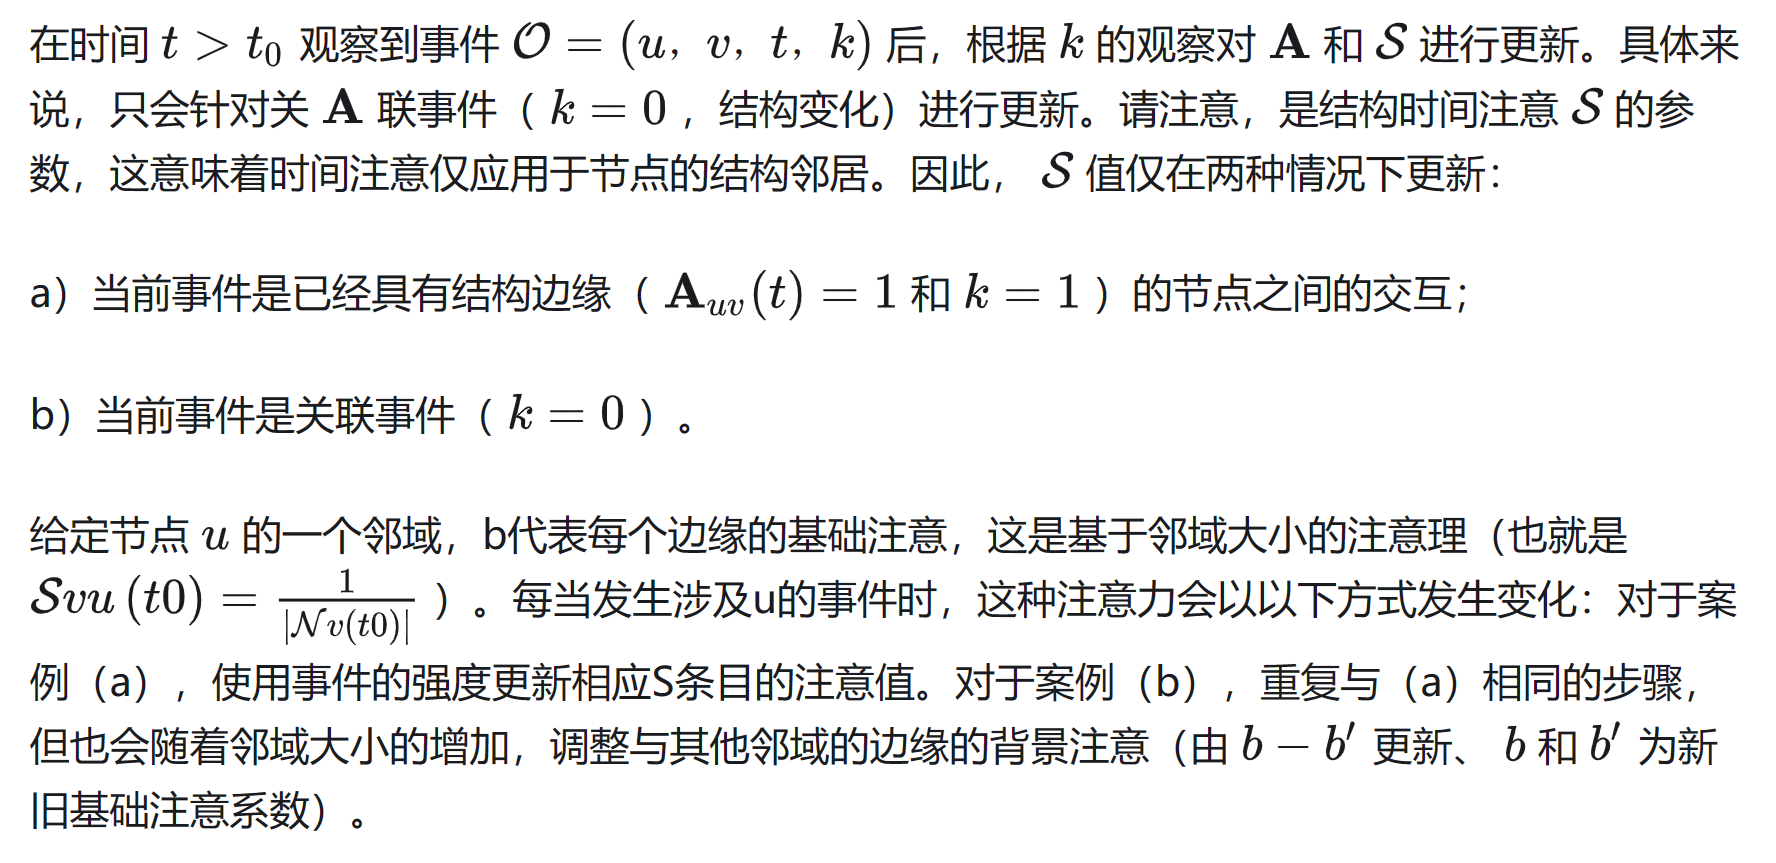 在时间 t > t₀ 观察到事件 𝒪 = (u, v, t, k) 后，根据 k 的观察对 𝐀 和 𝒮 进行更新。具体来
说，只会针对关 𝐀 联事件（ k = 0 ，结构变化）进行更新。请注意，是结构时间注意 𝒮 的参
数，这意味着时间注意仅应用于节点的结构邻居。因此， 𝒮 值仅在两种情况下更新：
a）当前事件是已经具有结构边缘（ 𝐀ᵤᵥ(t) = 1 和 k = 1 ）的节点之间的交互；
b）当前事件是关联事件（ k = 0 ）。
给定节点 u 的一个邻域，b代表每个边缘的基础注意，这是基于邻域大小的注意理（也就是
𝒮vu (t0) = 1/|𝒩v(t0)| ）。每当发生涉及u的事件时，这种注意力会以以下方式发生变化：对于案
例（a），使用事件的强度更新相应S条目的注意值。对于案例（b），重复与（a）相同的步骤，
但也会随着邻域大小的增加，调整与其他邻域的边缘的背景注意（由 b − b′ 更新、 b 和 b′ 为新
旧基础注意系数）。